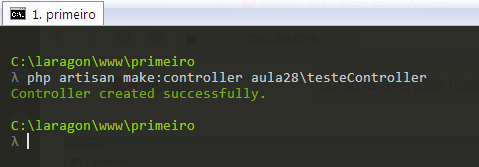 1. primeiro
C:\laragon\www\primeiro
λ php artisan make:controller aula28\testeController
Controller created successfully.
C:\laragon\www\primeiro
λ